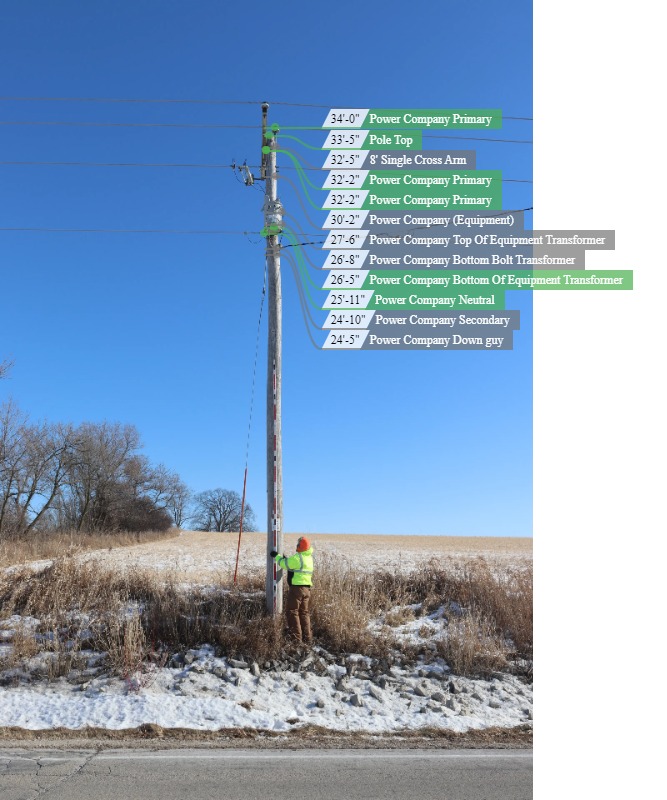 34'-0" Power Company Primary
33'-5" Pole Top
32'-5" 8' Single Cross Arm
32'-2" Power Company Primary
32'-2" Power Company Primary
30'-2" Power Company (Equipment)
27'-6" Power Company Top Of Equipment Transformer
26'-8" Power Company Bottom Bolt Transformer
26'-5" Power Company Bottom Of Equipment Transformer
25'-11" Power Company Neutral
24'-10" Power Company Secondary
24'-5" Power Company Down guy